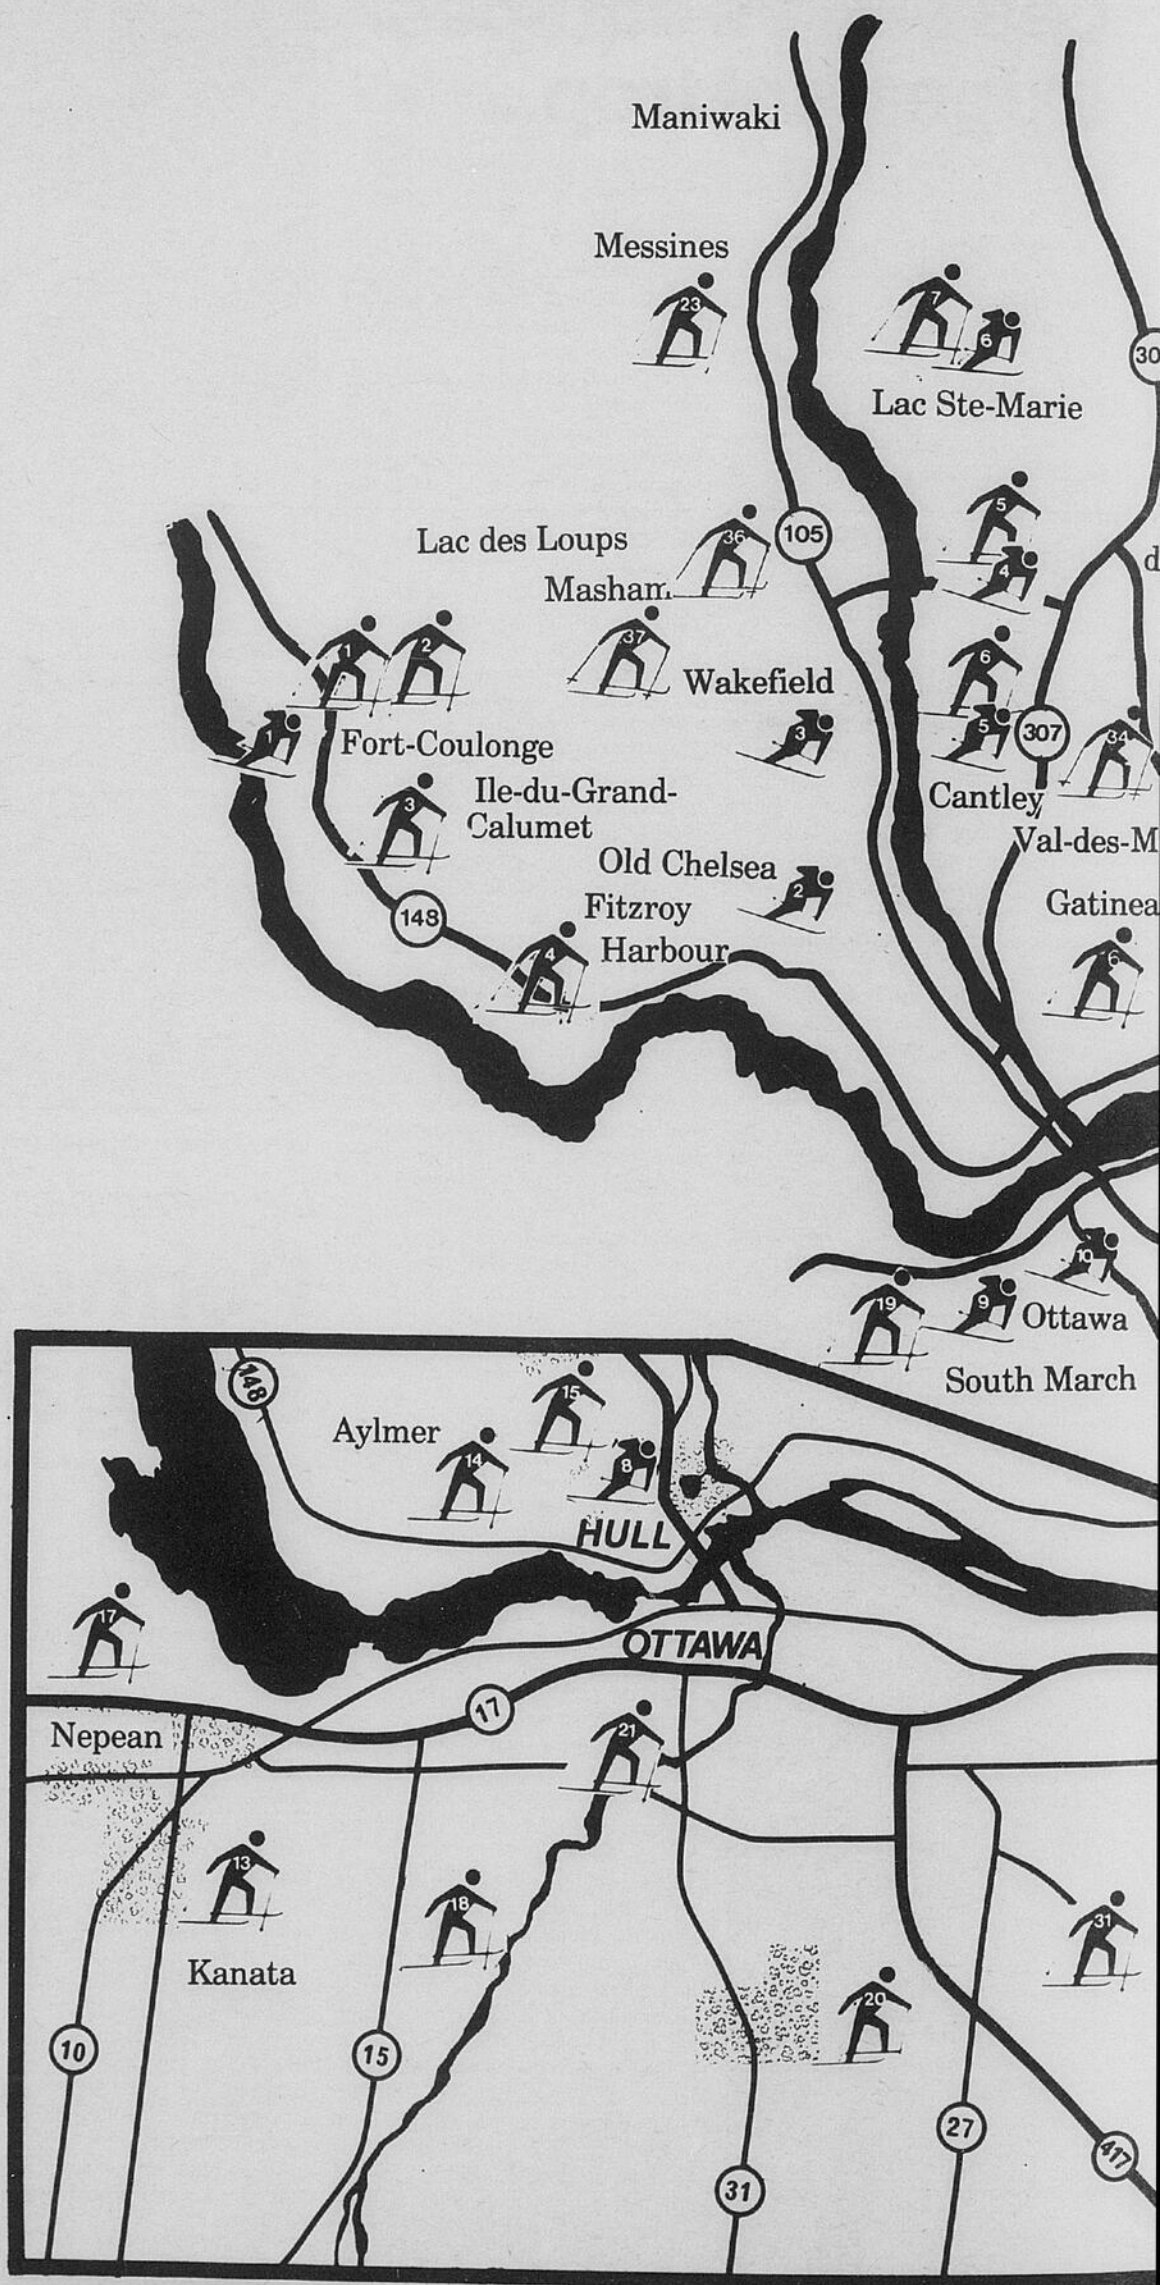 Maniwaki
Messines
23
7
6
30
Lac Ste-Marie
5
36
105
Lac des Loups
4
d
Masham
1
2
37
6
Wakefield
1
3
5
307
34
Fort-Coulonge
3
Ile-du-Grand-
Calumet
Cantley
Val-des-M
Old Chelsea
2
Fitzroy
Harbour
148
4
Gatinea
6
10
19
9
Ottawa
South March
148
15
Aylmer
14
8
HULL
17
OTTAWA
17
21
Nepean
13
18
31
Kanata
20
10
15
27
417
31